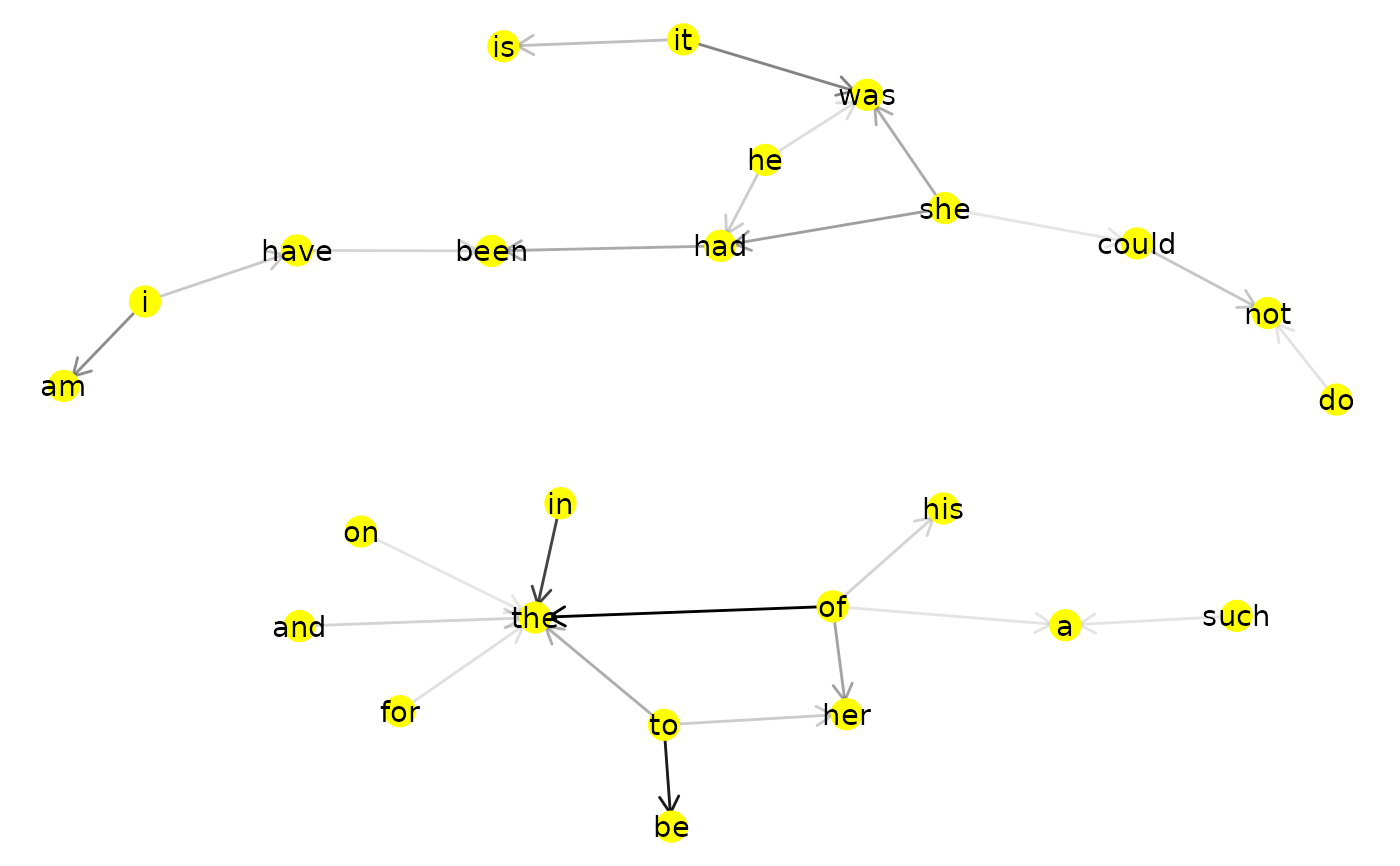 is
it
was
he
she
had
could
have
been
i
not
am
do
in
his
on
the
of
and
a
such
for
to
her
be